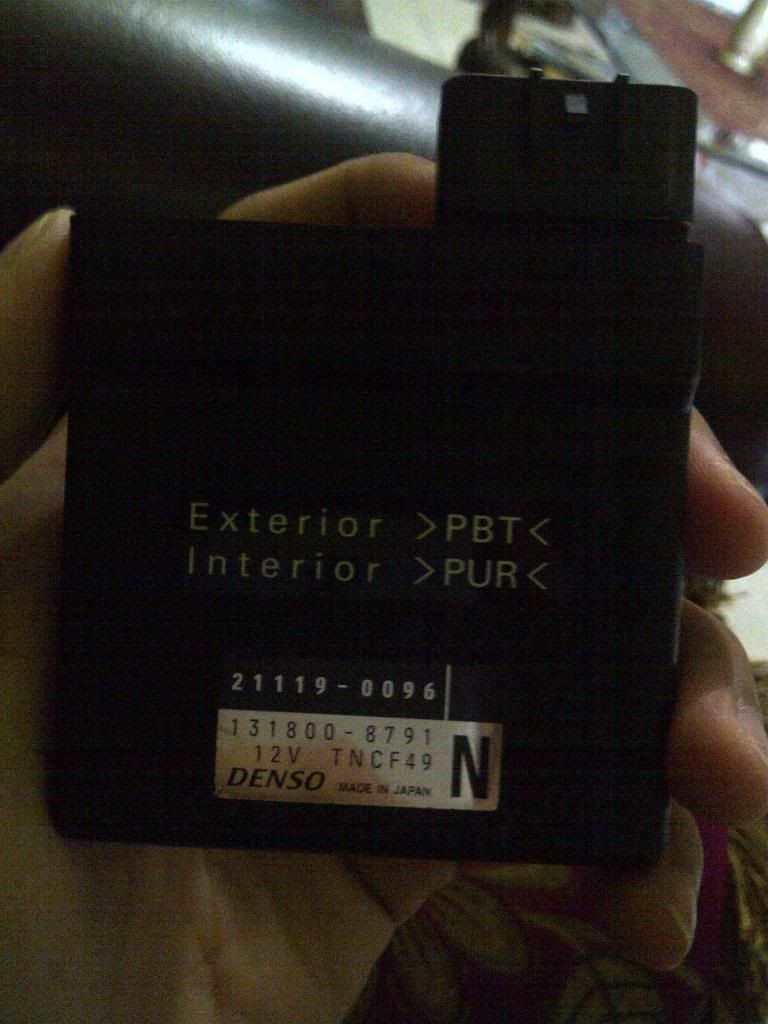 Exterior >PBT<
Interior >PUR<
21119-0096
131800-8791
12V TNCF49
N
DENSO MADE IN JAPAN